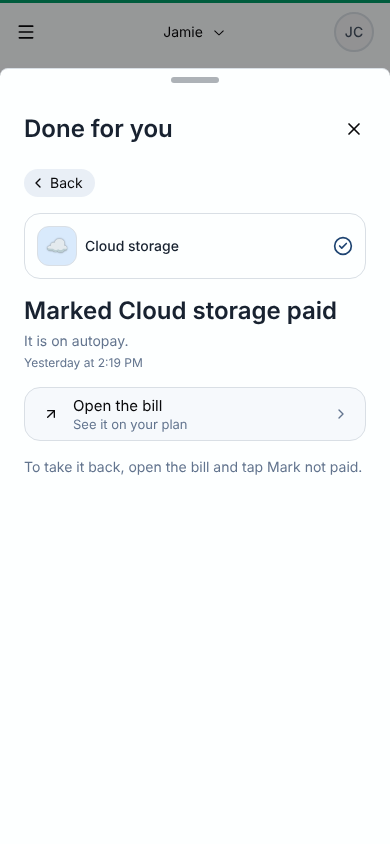 Jamie
JC
Done for you
Back
Cloud storage
Marked Cloud storage paid
It is on autopay.
Yesterday at 2:19 PM
Open the bill
See it on your plan
To take it back, open the bill and tap Mark not paid.